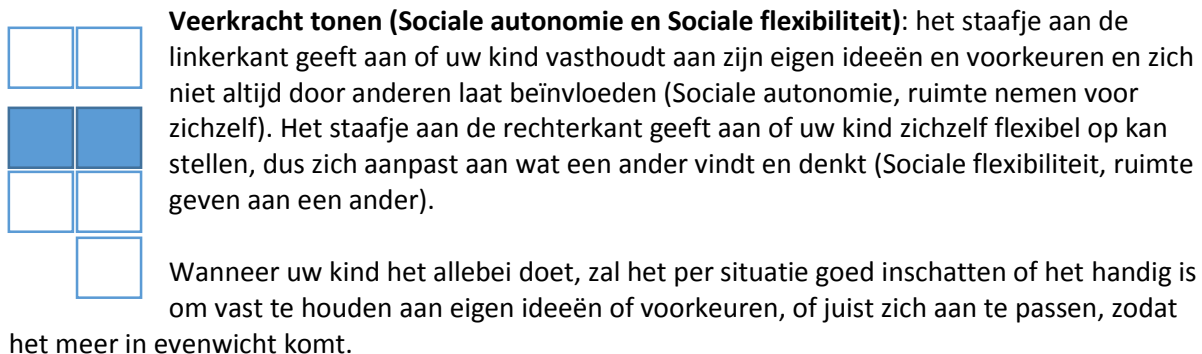 Veerkracht tonen (Sociale autonomie en Sociale flexibiliteit): het staafje aan de
linkerkant geeft aan of uw kind vasthoudt aan zijn eigen ideeën en voorkeuren en zich
niet altijd door anderen laat beïnvloeden (Sociale autonomie, ruimte nemen voor
zichzelf). Het staafje aan de rechterkant geeft aan of uw kind zichzelf flexibel op kan
stellen, dus zich aanpast aan wat een ander vindt en denkt (Sociale flexibiliteit, ruimte
geven aan een ander).
Wanneer uw kind het allebei doet, zal het per situatie goed inschatten of het handig is
om vast te houden aan eigen ideeën of voorkeuren, of juist zich aan te passen, zodat
het meer in evenwicht komt.